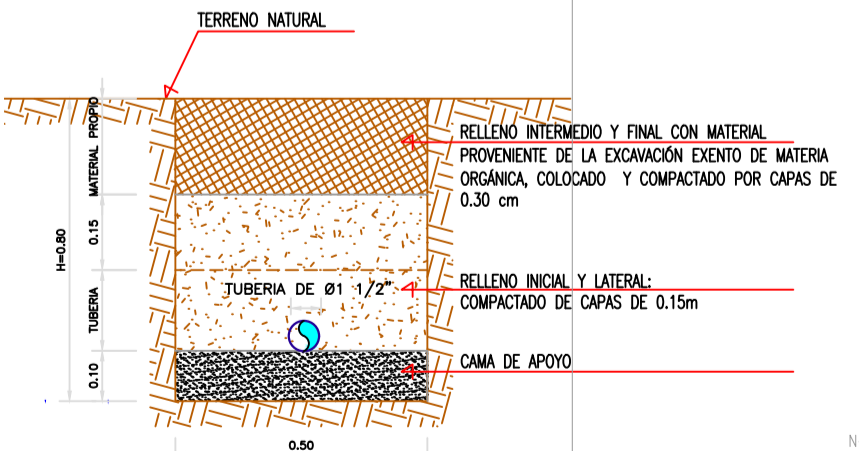 TERRENO NATURAL
RELLENO INTERMEDIO Y FINAL CON MATERIAL
PROVENIENTE DE LA EXCAVACIÓN EXENTO DE MATERIA
ORGÁNICA, COLOCADO Y COMPACTADO POR CAPAS DE
0.30 cm
MATERIAL PROPIO
0.15
H=0.80
TUBERIA
0.10
TUBERIA DE Ø1 1/2"
RELLENO INICIAL Y LATERAL:
COMPACTADO DE CAPAS DE 0.15m
CAMA DE APOYO
0.50
N